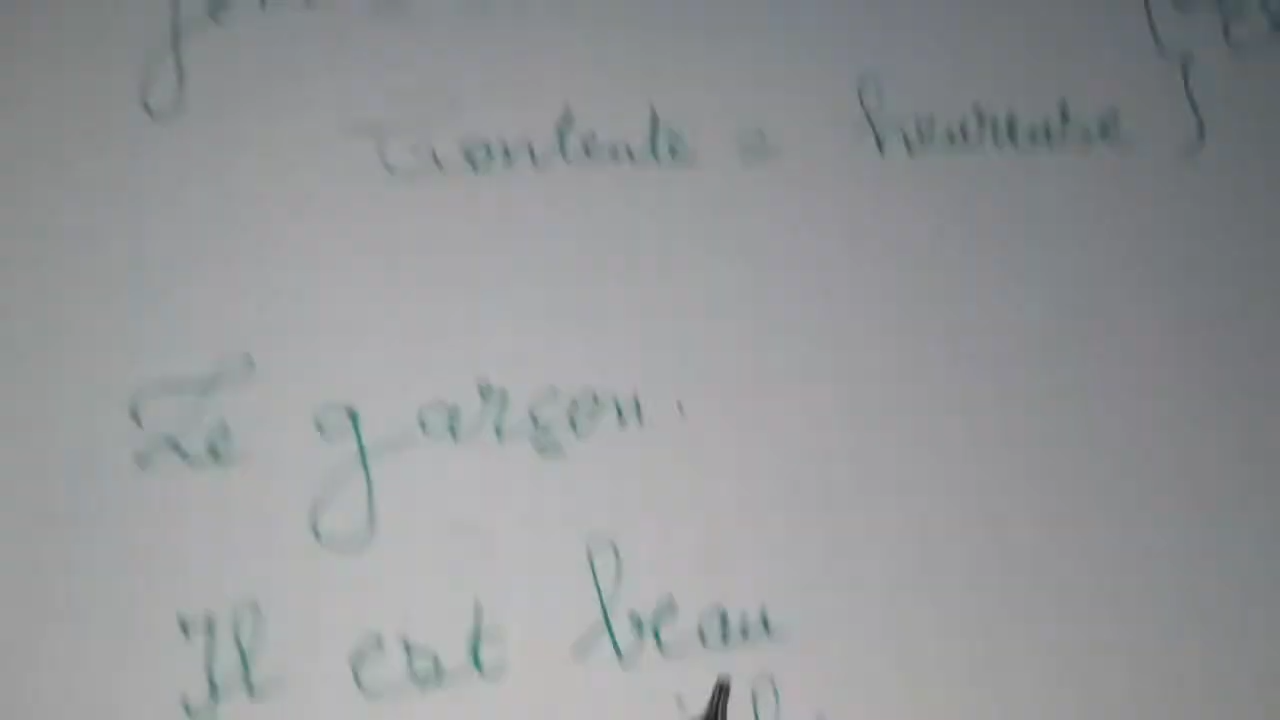 contente = heureuse )
Le garçon.
Il est beau